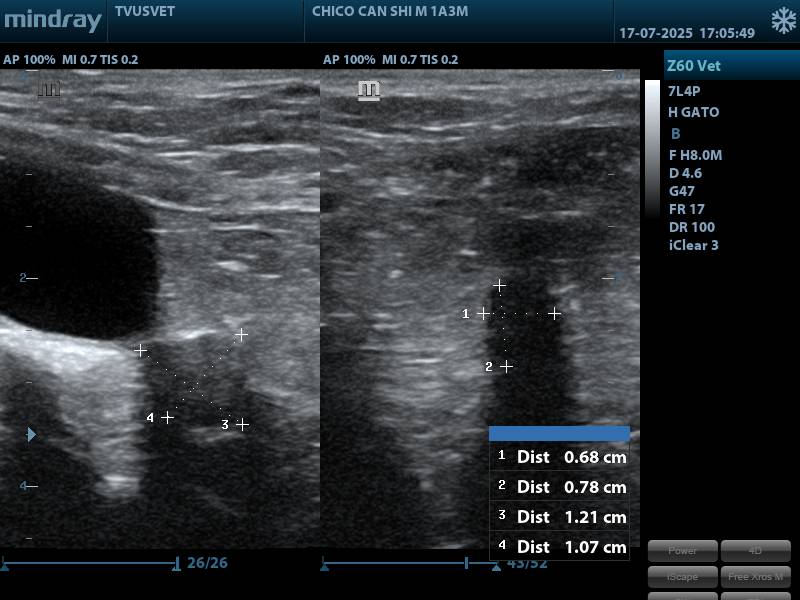 mindray
TVUSVET
CHICO CAN SHI M 1A3M
17-07-2025 17:05:49
AP 100% MI 0.7 TIS 0.2
AP 100% MI 0.7 TIS 0.2
Z60 Vet
7L4P
H GATO
B
F H8.0M
D 4.6
G47
FR 17
DR 100
iClear 3
2
1
2
4
3
4
1 Dist 0.68 cm
2 Dist 0.78 cm
3 Dist 1.21 cm
4 Dist 1.07 cm
26/26
43/52
Power
4D
iScape
Free Xros M